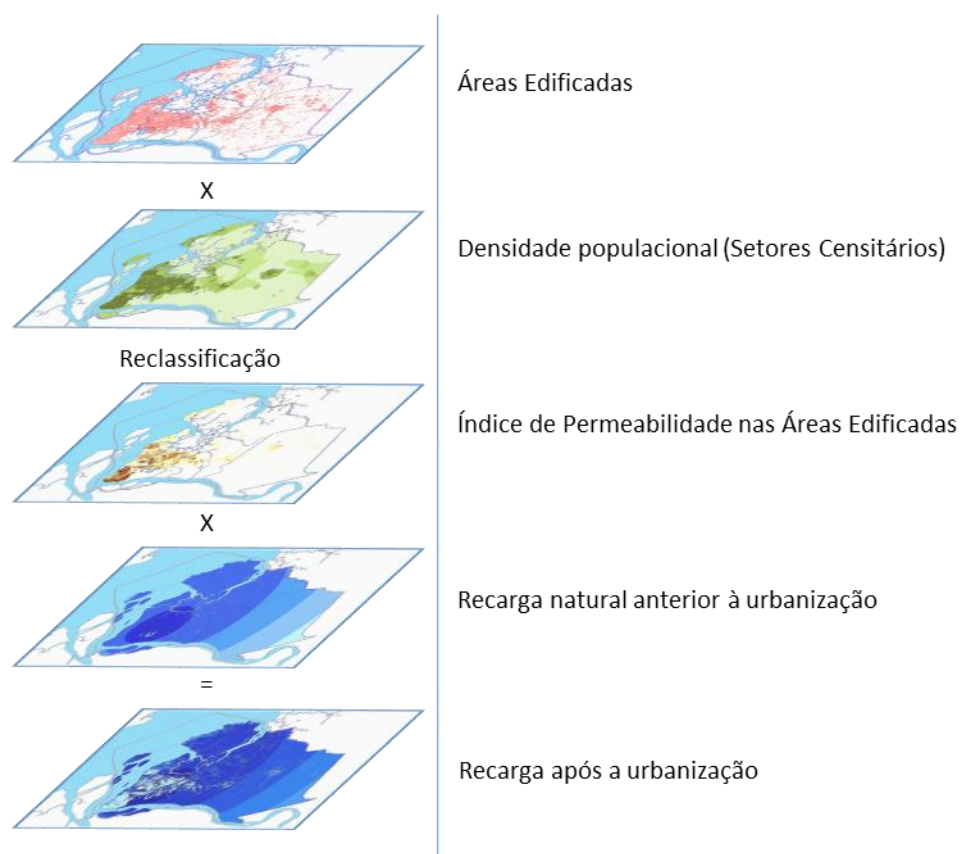 Áreas Edificadas
X
Densidade populacional (Setores Censitários)
Reclassificação
Índice de Permeabilidade nas Áreas Edificadas
X
Recarga natural anterior à urbanização
=
Recarga após a urbanização